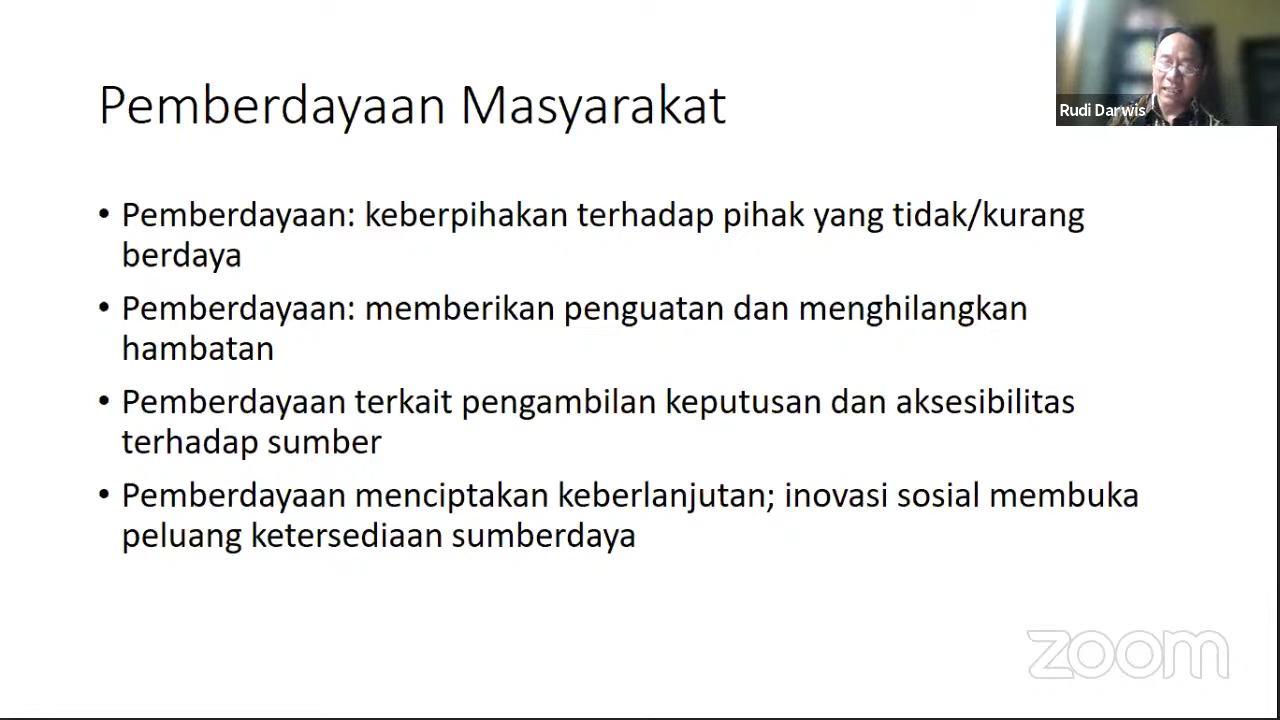 Pemberdayaan Masyarakat
Rudi Darwis
• Pemberdayaan: keberpihakan terhadap pihak yang tidak/kurang
berdaya
• Pemberdayaan: memberikan penguatan dan menghilangkan
hambatan
• Pemberdayaan terkait pengambilan keputusan dan aksesibilitas
terhadap sumber
• Pemberdayaan menciptakan keberlanjutan; inovasi sosial membuka
peluang ketersediaan sumberdaya
zoom